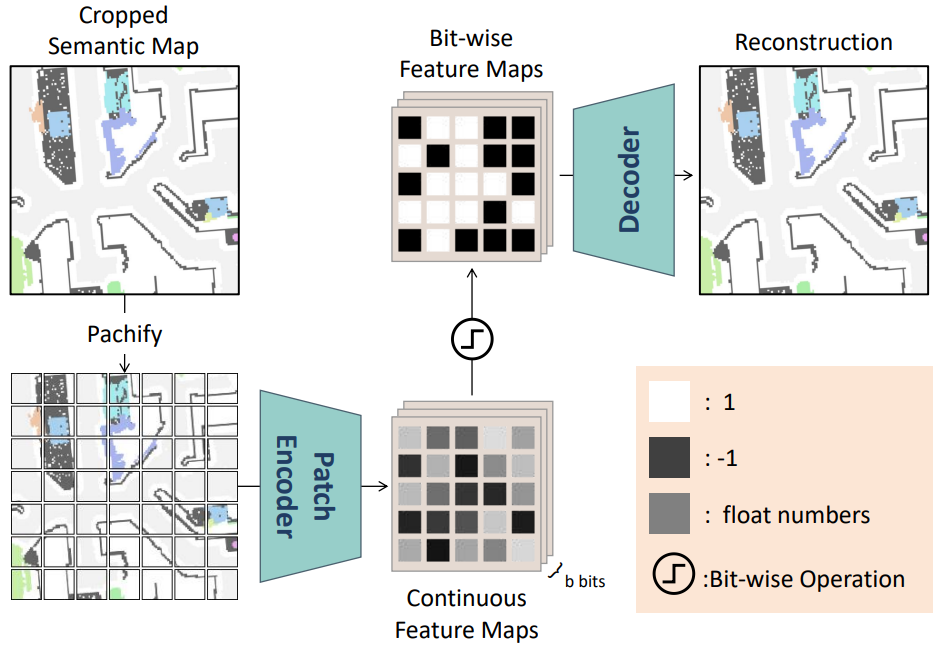 Cropped
Semantic Map
Pachify
Patch
Encoder
Continuous
Feature Maps
b bits
Bit-wise
Feature Maps
Decoder
Reconstruction
: 1
: -1
: float numbers
:Bit-wise Operation